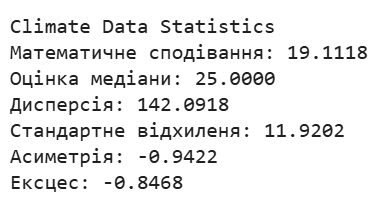 Climate Data Statistics
Математичне сподівання: 19.1118
Оцінка медіани: 25.0000
Дисперсія: 142.0918
Стандартне відхиленя: 11.9202
Асиметрія: -0.9422
Ексцес: -0.8468